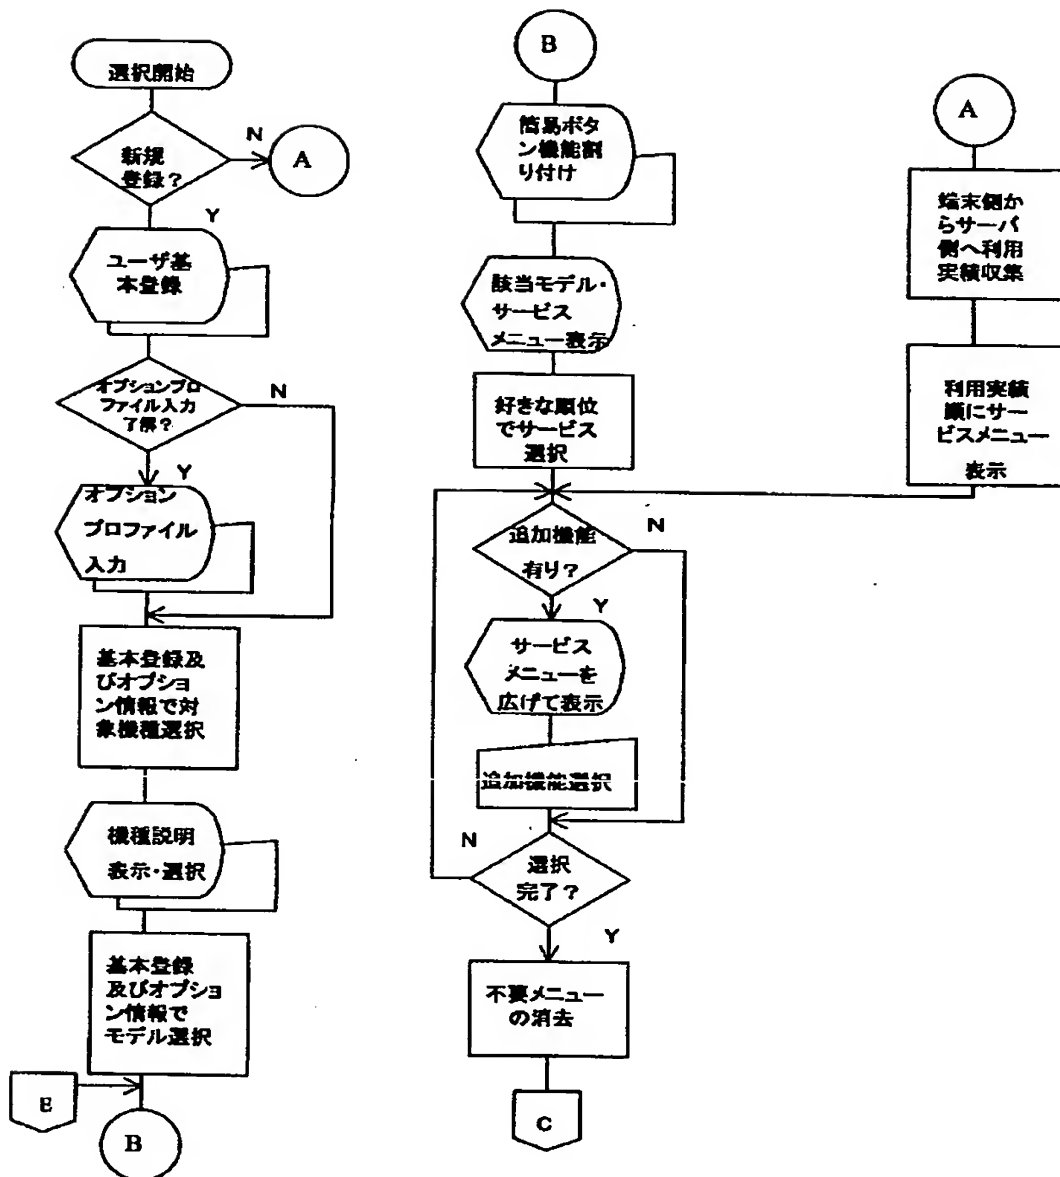 選択開始
新規
登録？
N
A
Y
ユーザ基
本登録
オプションプロ
ファイル入力
了解？
N
Y
オプション
プロファイル
入力
基本登録及
びオプショ
ン情報で対
象機種選択
機種説明
表示・選択
基本登録
及びオプショ
ン情報で
モデル選択
E
B
B
簡易ボタ
ン機能割
り付け
該当モデル・
サービス
メニュー表示
好きな順位
でサービス
選択
追加機能
有り？
N
Y
サービス
メニューを
広げて表示
追加機能選択
N
選択
完了？
Y
不要メニュー
の消去
C
A
端末側か
らサーバ
側へ利用
実績収集
利用実績
順にサー
ビスメニュー
表示